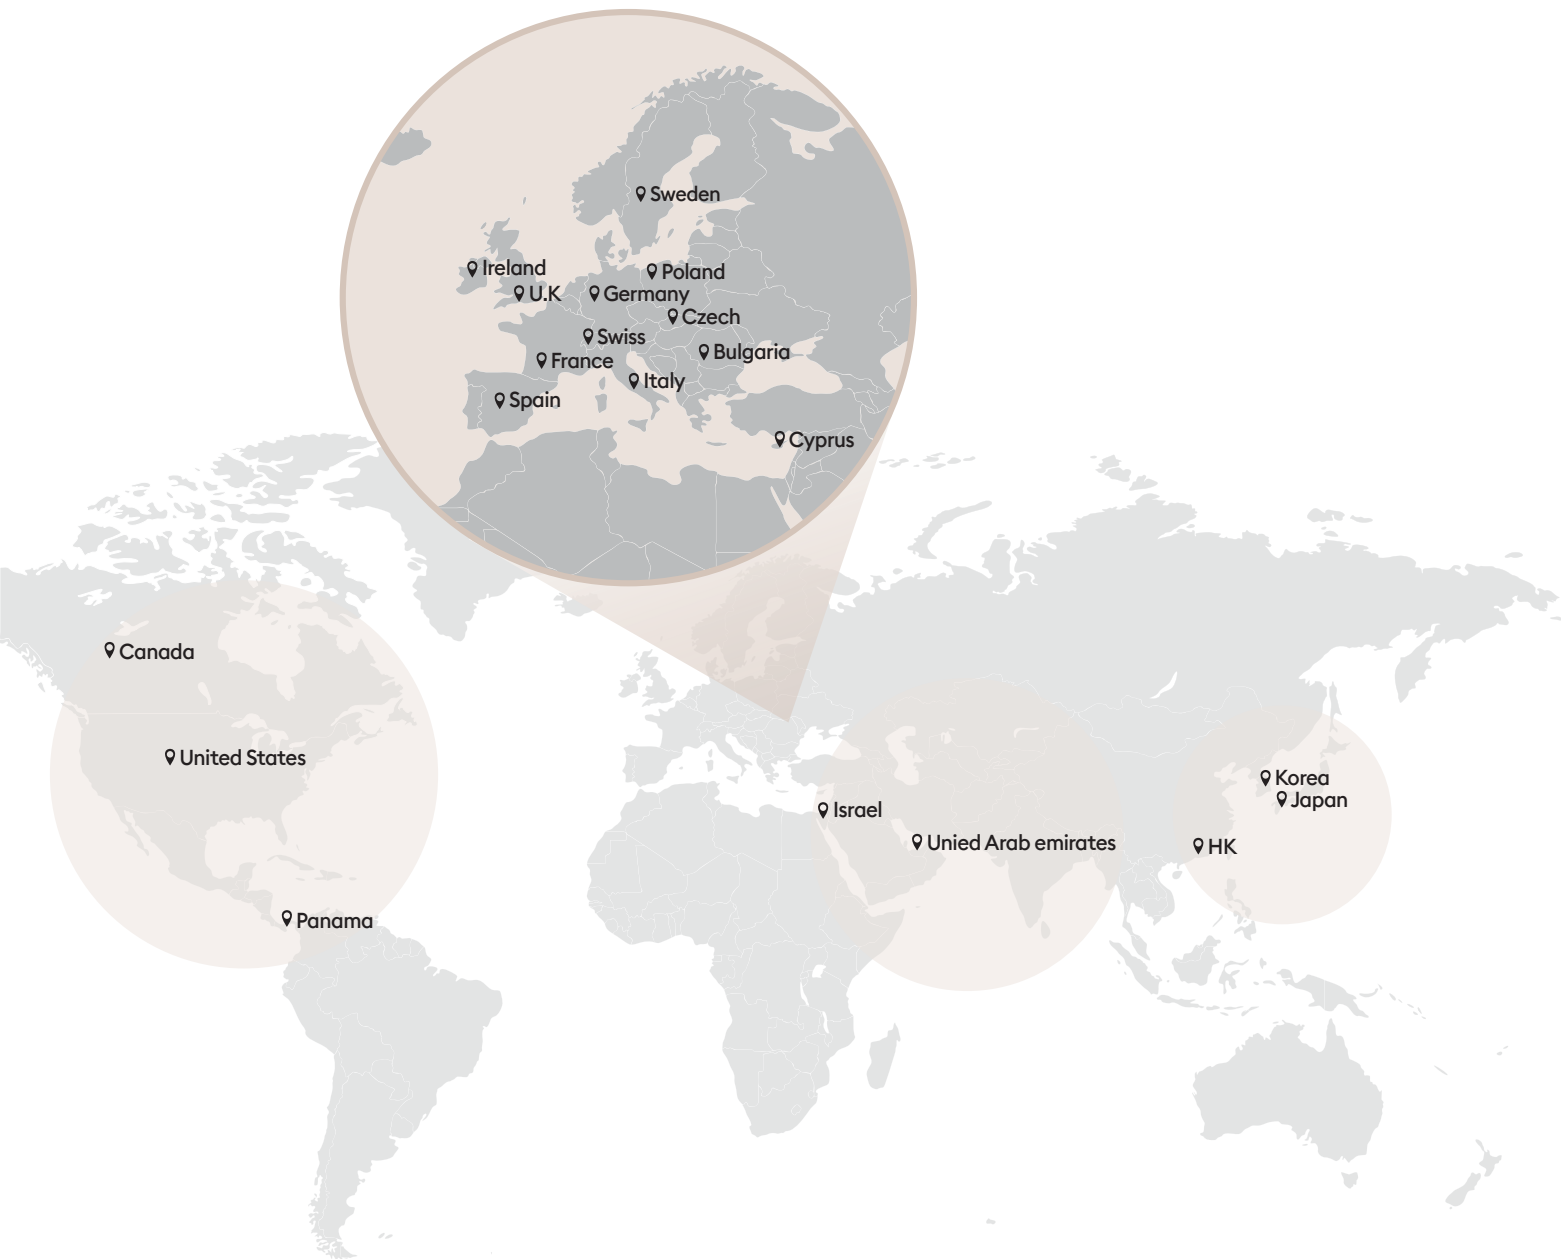 Sweden
Ireland
Poland
U.K
Germany
Czech
Swiss
Bulgaria
France
Italy
Spain
Cyprus
Canada
United States
Panama
Israel
Unied Arab emirates
Korea
Japan
HK